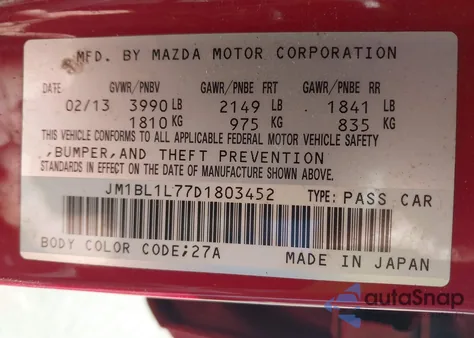 MFD. BY MAZDA MOTOR CORPORATION
DATE GVWR/PNBV GAWR/PNBE FRT GAWR/PNBE RR
02/13 3990 LB 2149 LB 1841 LB
1810 KG 975 KG 835 KG
THIS VEHICLE CONFORMS TO ALL APPLICABLE FEDERAL MOTOR VEHICLE SAFETY
,BUMPER,AND THEFT PREVENTION
STANDARDS IN EFFECT ON THE DATE OF MANUFACTURE SHOWN ABOVE.
JM1BL1L77D1803452 TYPE: PASS CAR
BODY COLOR CODE;27A MADE IN JAPAN
autoSnap